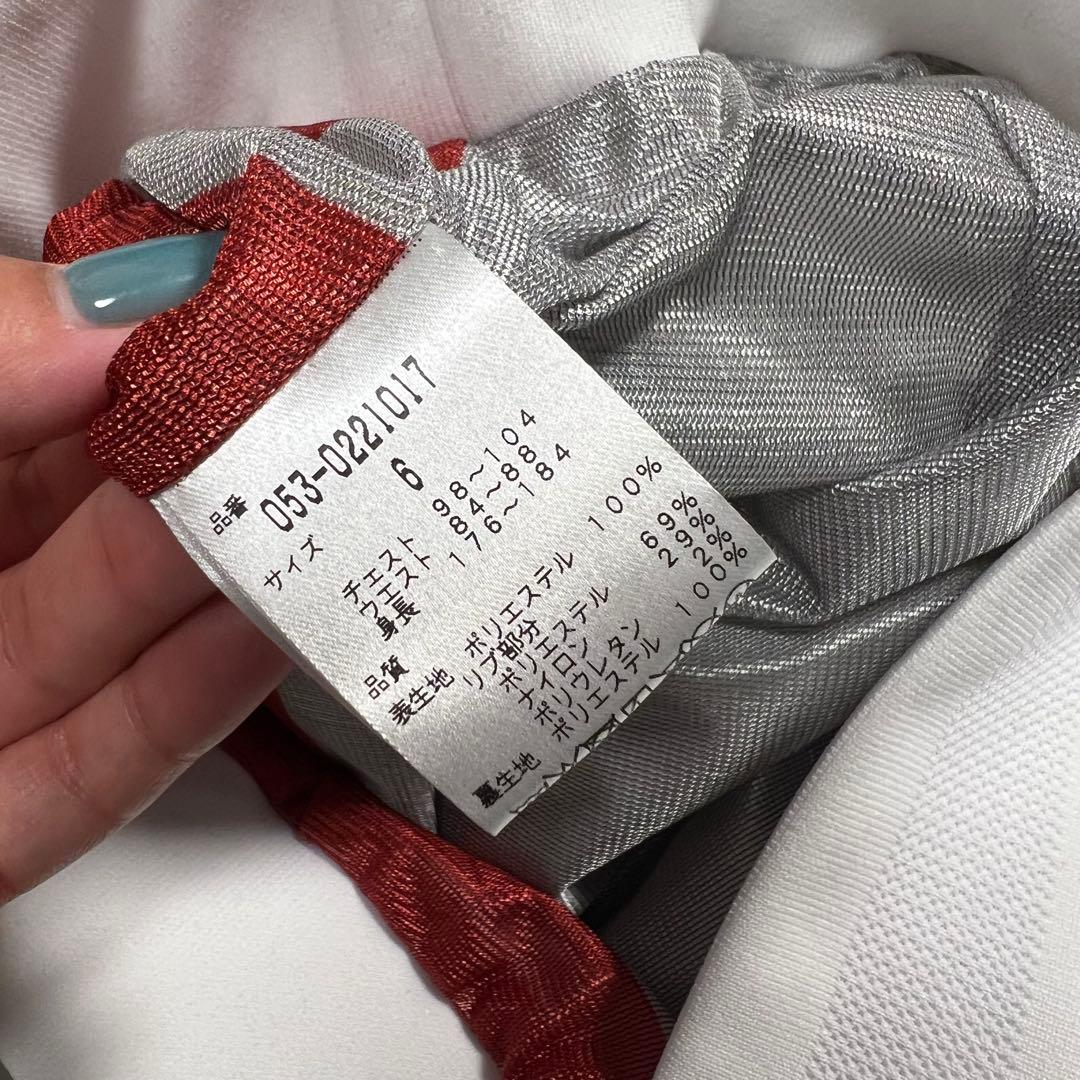 品番 053-0221017
サイズ 6
チェスト 98～104
ウエスト 84～88
身長 176～184
品質
表生地 ポリエステル 100%
リブ部分
ポリエステル 69%
ナイロン 29%
ポリウレタン 2%
裏生地 ポリエステル 100%